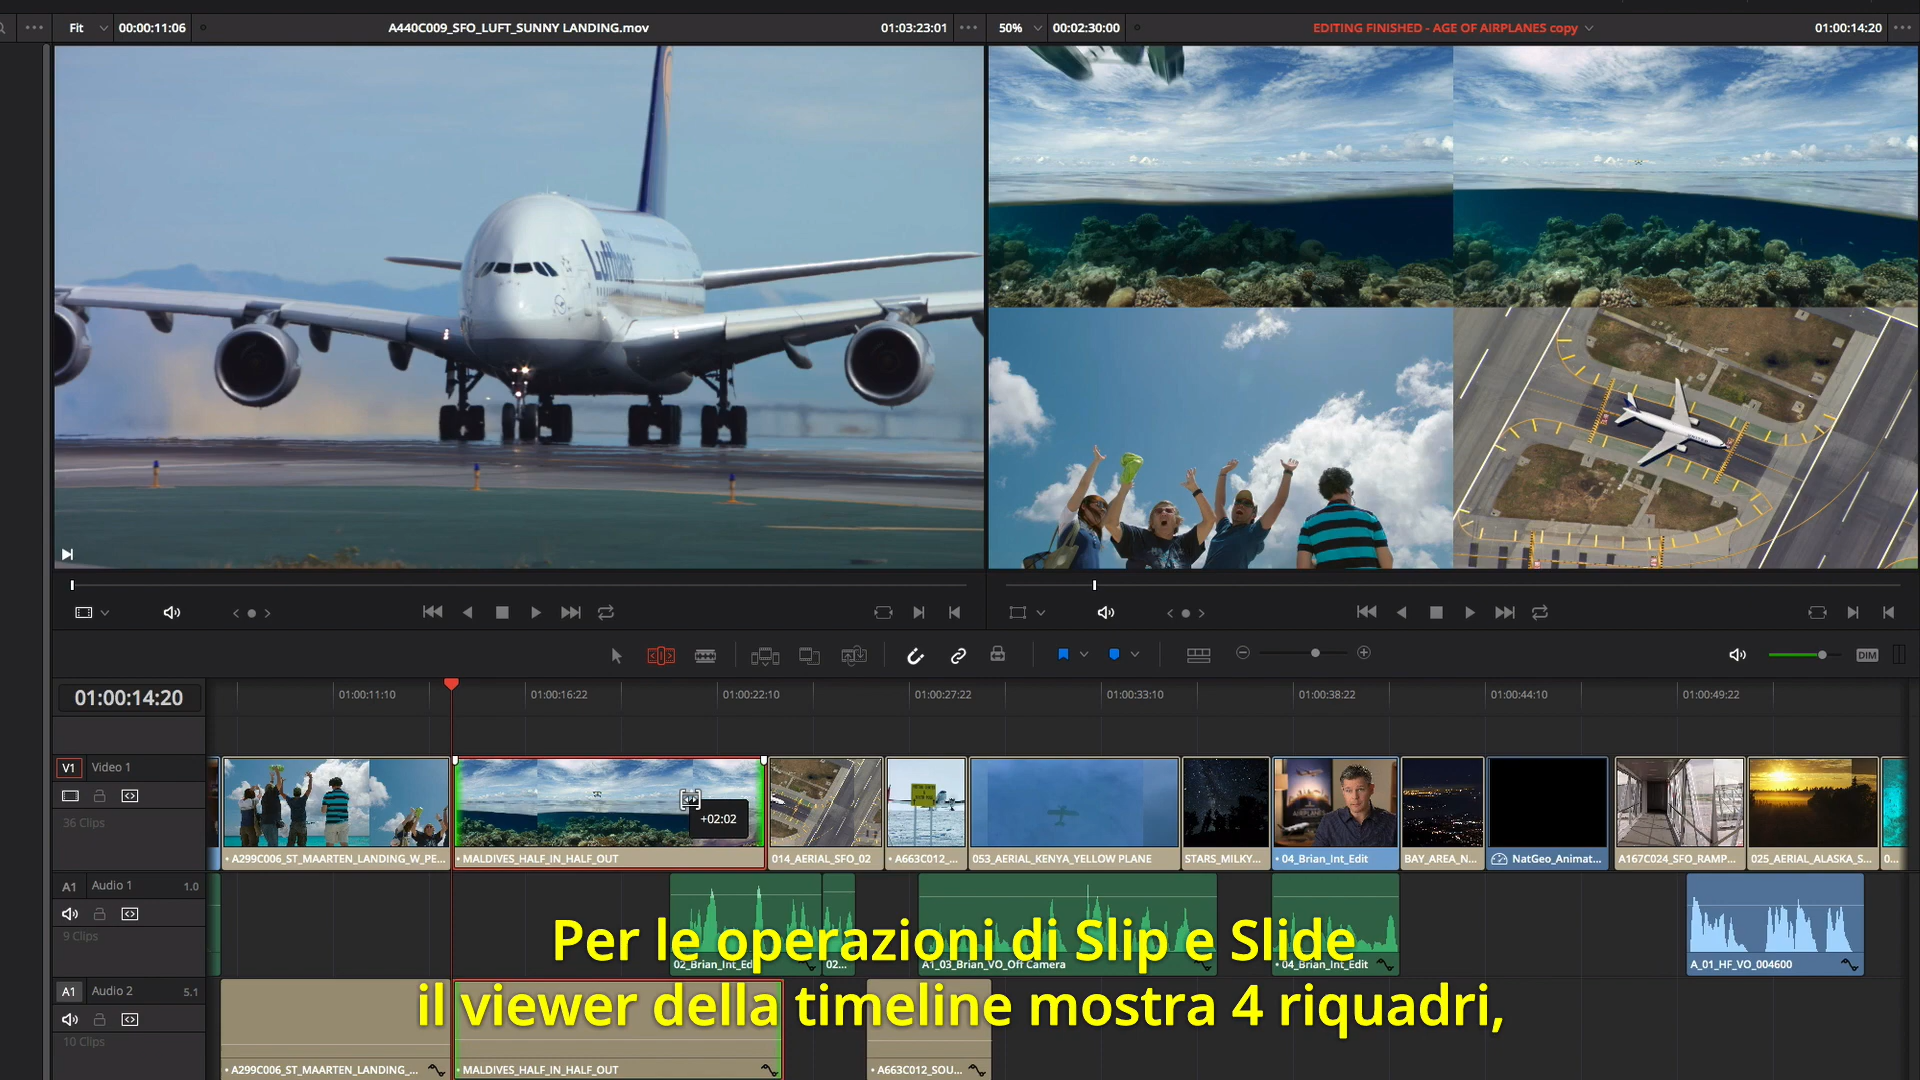 Fit
00:00:11:06
A440C009_SFO_LUFT_SUNNY LANDING.mov
01:03:23:01
50%
00:02:30:00
EDITING FINISHED - AGE OF AIRPLANES copy
01:00:14:20
Lufthansa
DIM
01:00:14:20
01:00:11:10
01:00:16:22
01:00:22:10
01:00:27:22
01:00:33:10
01:00:38:22
01:00:44:10
01:00:49:22
V1 Video 1
36 Clips
+02:02
AIRPLANES
• A299C006_ST_MAARTEN_LANDING_W_PE...
• MALDIVES_HALF_IN_HALF_OUT
014_AERIAL_SFO_02
• A663C012_...
053_AERIAL_KENYA_YELLOW PLANE
STARS_MILKY...
• 04_Brian_Int_Edit
BAY_AREA_N...
NatGeo_Animat...
A167C024_SFO_RAMP...
025_AERIAL_ALASKA_S...
0...
A1 Audio 1 1.0
9 Clips
02_Brian_Int_Edi
02...
A1_03_Brian_VO_Off Camera
• 04_Brian_Int_Edit
A_01_HF_VO_004600
Per le operazioni di Slip e Slide
il viewer della timeline mostra 4 riquadri,
A1 Audio 2 5.1
10 Clips
• A299C006_ST_MAARTEN_LANDING_...
• MALDIVES_HALF_IN_HALF_OUT
• A663C012_SOU...